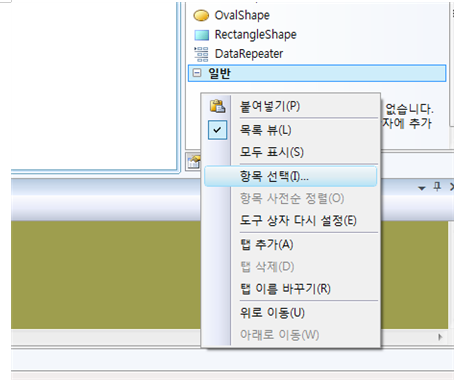 OvalShape
RectangleShape
DataRepeater
일반
없습니다.
자에 추가
붙여넣기(P)
목록 뷰(L)
모두 표시(S)
항목 선택(I)...
항목 사전순 정렬(O)
도구 상자 다시 설정(E)
탭 추가(A)
탭 삭제(D)
탭 이름 바꾸기(R)
위로 이동(U)
아래로 이동(W)